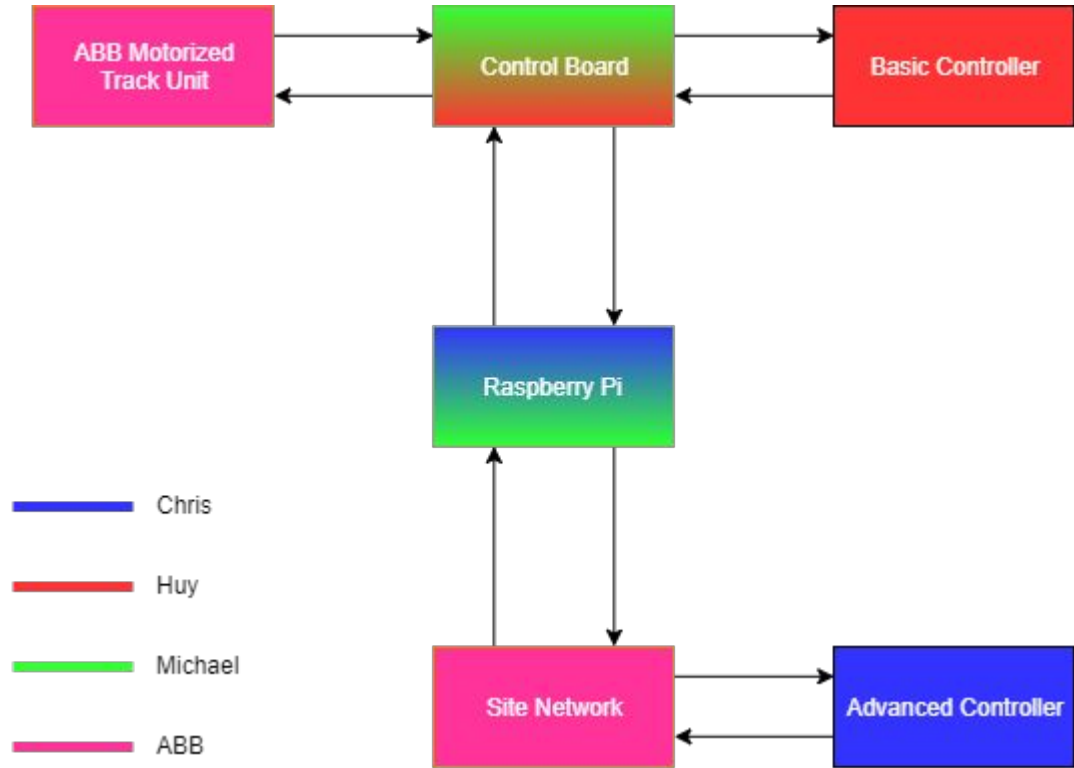 ABB Motorized
Track Unit
Control Board
Basic Controller
Raspberry Pi
Chris
Huy
Michael
ABB
Site Network
Advanced Controller